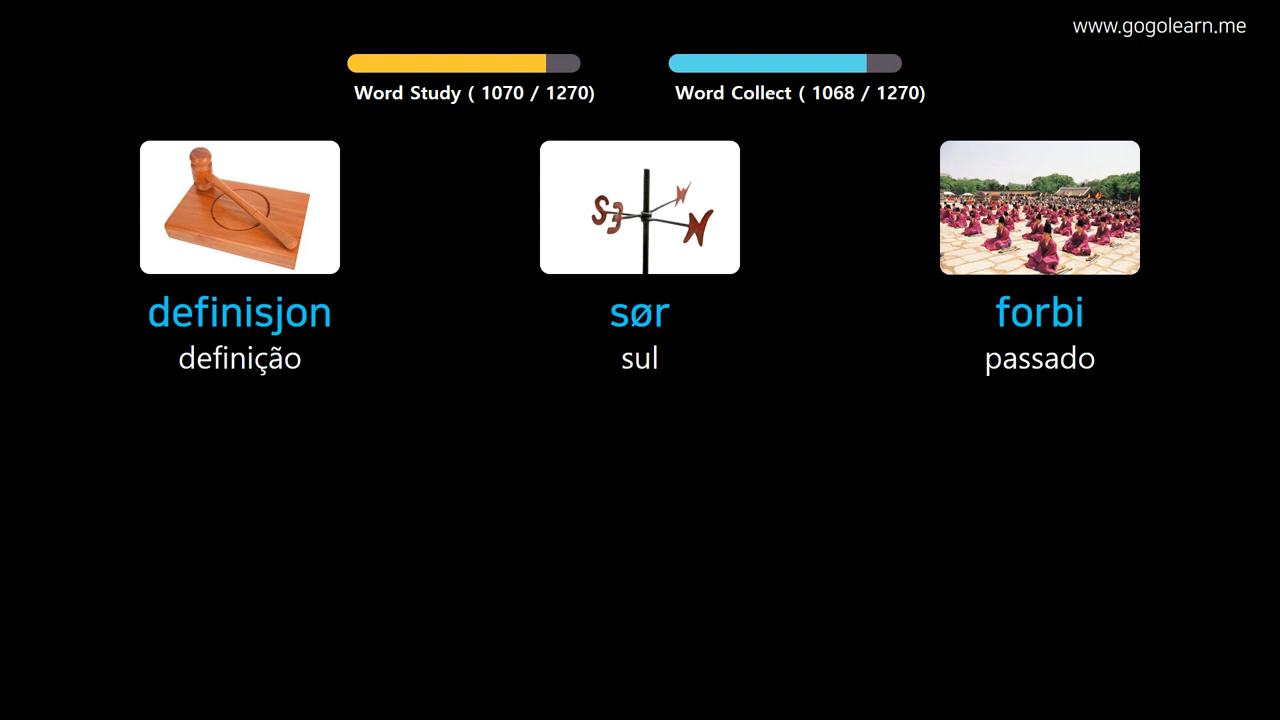 www.gogolearn.me
Word Study ( 1070 / 1270)
Word Collect ( 1068 / 1270)
definisjon
definição
sør
sul
forbi
passado